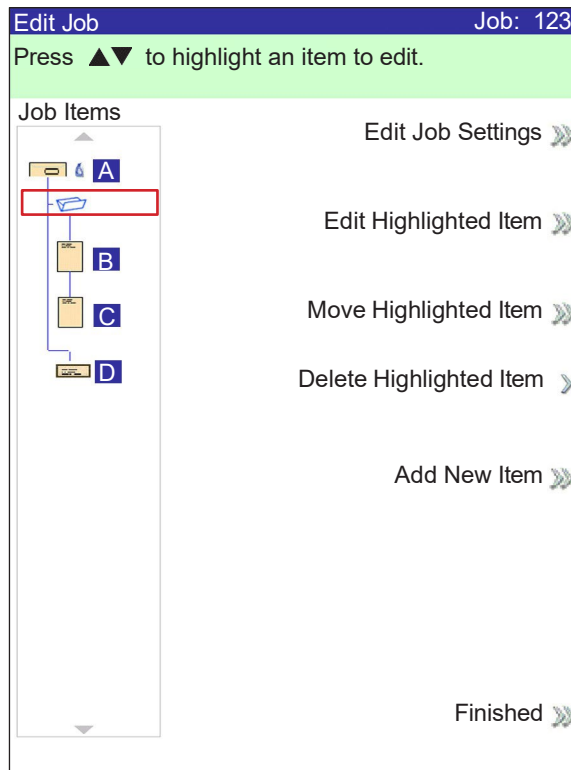 Edit Job Job: 123
Press ▲▼ to highlight an item to edit.
Job Items
Edit Job Settings
A
Edit Highlighted Item
B
Move Highlighted Item
C
Delete Highlighted Item
D
Add New Item
Finished